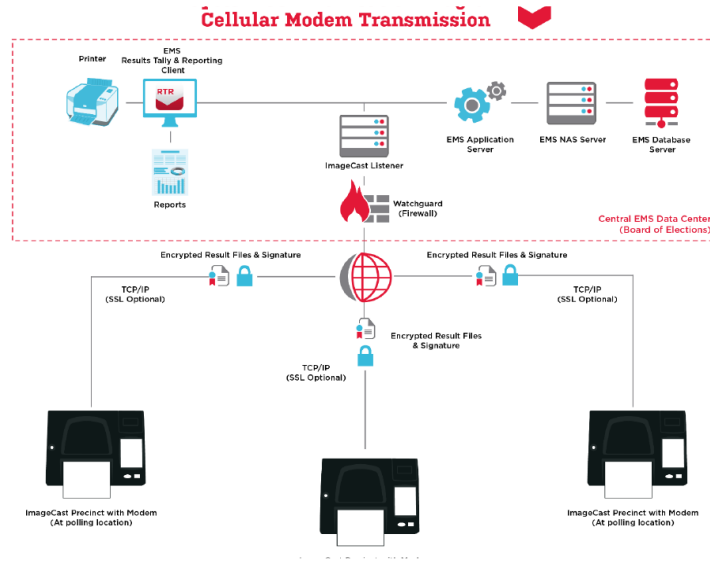 Cellular Modem Transmission
EMS
Results Tally & Reporting
Client
Printer
RTR
Reports
ImageCast Listener
EMS Application
Server
EMS NAS Server
EMS Database
Server
Watchguard
(Firewall)
Central EMS Data Center
(Board of Elections)
Encrypted Result Files & Signature
Encrypted Result Files & Signature
TCP/IP
(SSL Optional)
TCP/IP
(SSL Optional)
Encrypted Result Files
& Signature
TCP/IP
(SSL Optional)
ImageCast Precinct with Modem
(At polling location)
ImageCast Precinct with Modem
(At polling location)